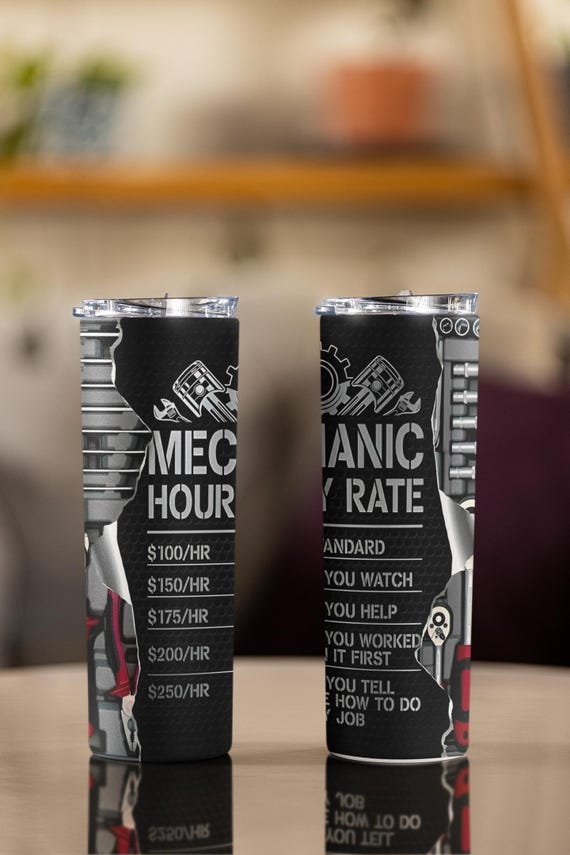 MEC
HOUR
$100/HR
$150/HR
$175/HR
$200/HR
$250/HR
IANIC
Y RATE
ANDARD
YOU WATCH
YOU HELP
YOU WORKED
IT FIRST
YOU TELL
E HOW TO DO
Y JOB